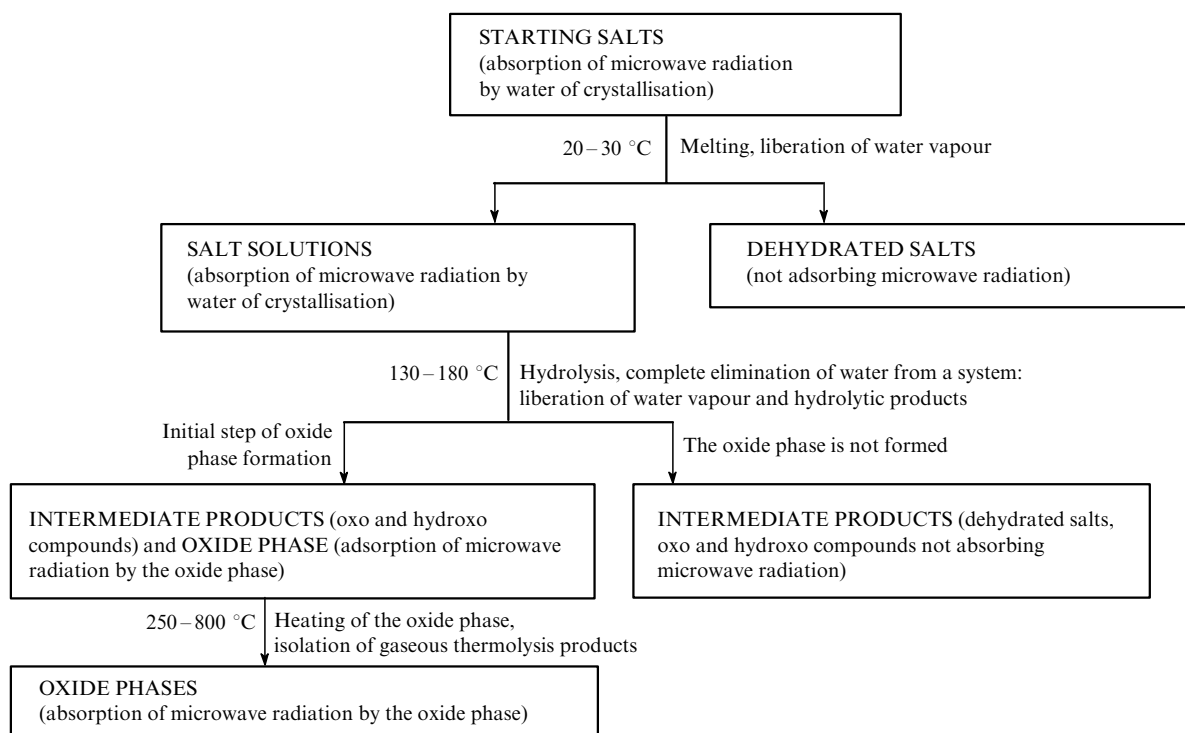 STARTING SALTS
(absorption of microwave radiation
by water of crystallisation)
20 – 30 °C
Melting, liberation of water vapour
SALT SOLUTIONS
(absorption of microwave radiation by
water of crystallisation)
DEHYDRATED SALTS
(not adsorbing microwave radiation)
130 – 180 °C
Hydrolysis, complete elimination of water from a system:
liberation of water vapour and hydrolytic products
Initial step of oxide
phase formation
The oxide phase is not formed
INTERMEDIATE PRODUCTS (oxo and hydroxo
compounds) and OXIDE PHASE (adsorption of microwave
radiation by the oxide phase)
INTERMEDIATE PRODUCTS (dehydrated salts,
oxo and hydroxo compounds not absorbing
microwave radiation)
250 – 800 °C
Heating of the oxide phase,
isolation of gaseous thermolysis products
OXIDE PHASES
(absorption of microwave radiation by the oxide phase)